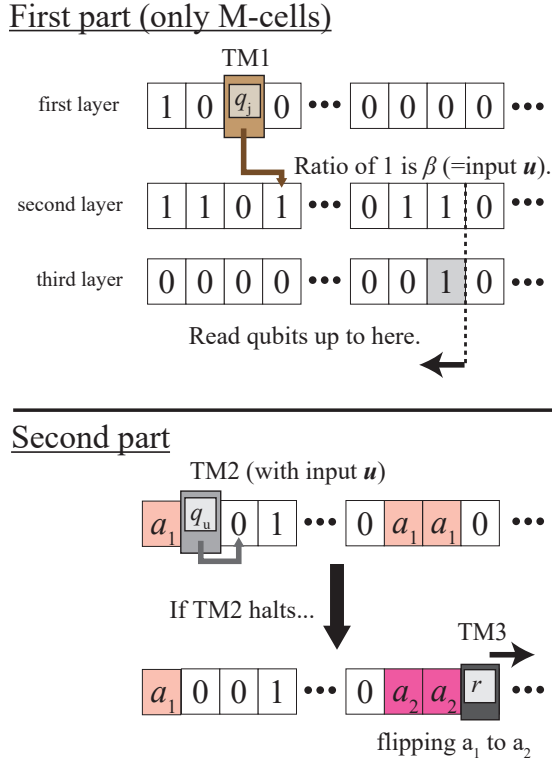 First part (only M-cells)
TM1
first layer 1 0 q_j 0 ••• 0 0 0 0 •••
Ratio of 1 is β (=input u).
second layer 1 1 0 1 ••• 0 1 1 0 •••
third layer 0 0 0 0 ••• 0 0 1 0 •••
Read qubits up to here.
Second part
TM2 (with input u)
a_1 q_u 0 1 ••• 0 a_1 a_1 0 •••
If TM2 halts...
TM3
a_1 0 0 1 ••• 0 a_2 a_2 r •••
flipping a_1 to a_2